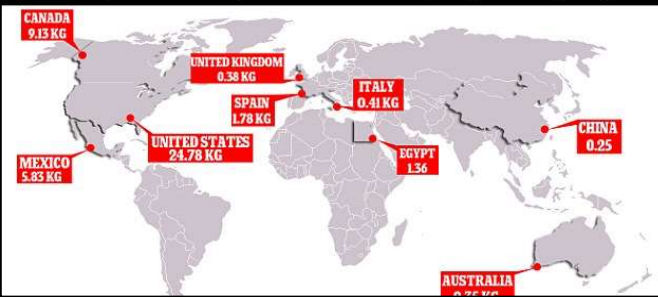 CANADA
9.13 KG
UNITED KINGDOM
0.38 KG
ITALY
0.41 KG
SPAIN
1.78 KG
UNITED STATES
24.78 KG
MEXICO
5.83 KG
EGYPT
1.36
CHINA
0.25
AUSTRALIA